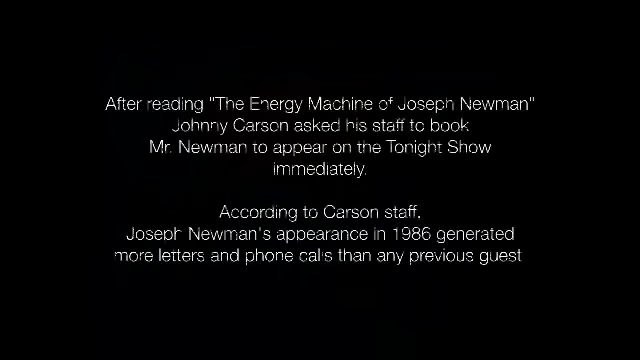 After reading "The Energy Machine of Joseph Newman"
Johnny Carson asked his staff to book
Mr. Newman to appear on the Tonight Show
immediately.
According to Carson staff,
Joseph Newman's appearance in 1986 generated
more letters and phone calls than any previous guest